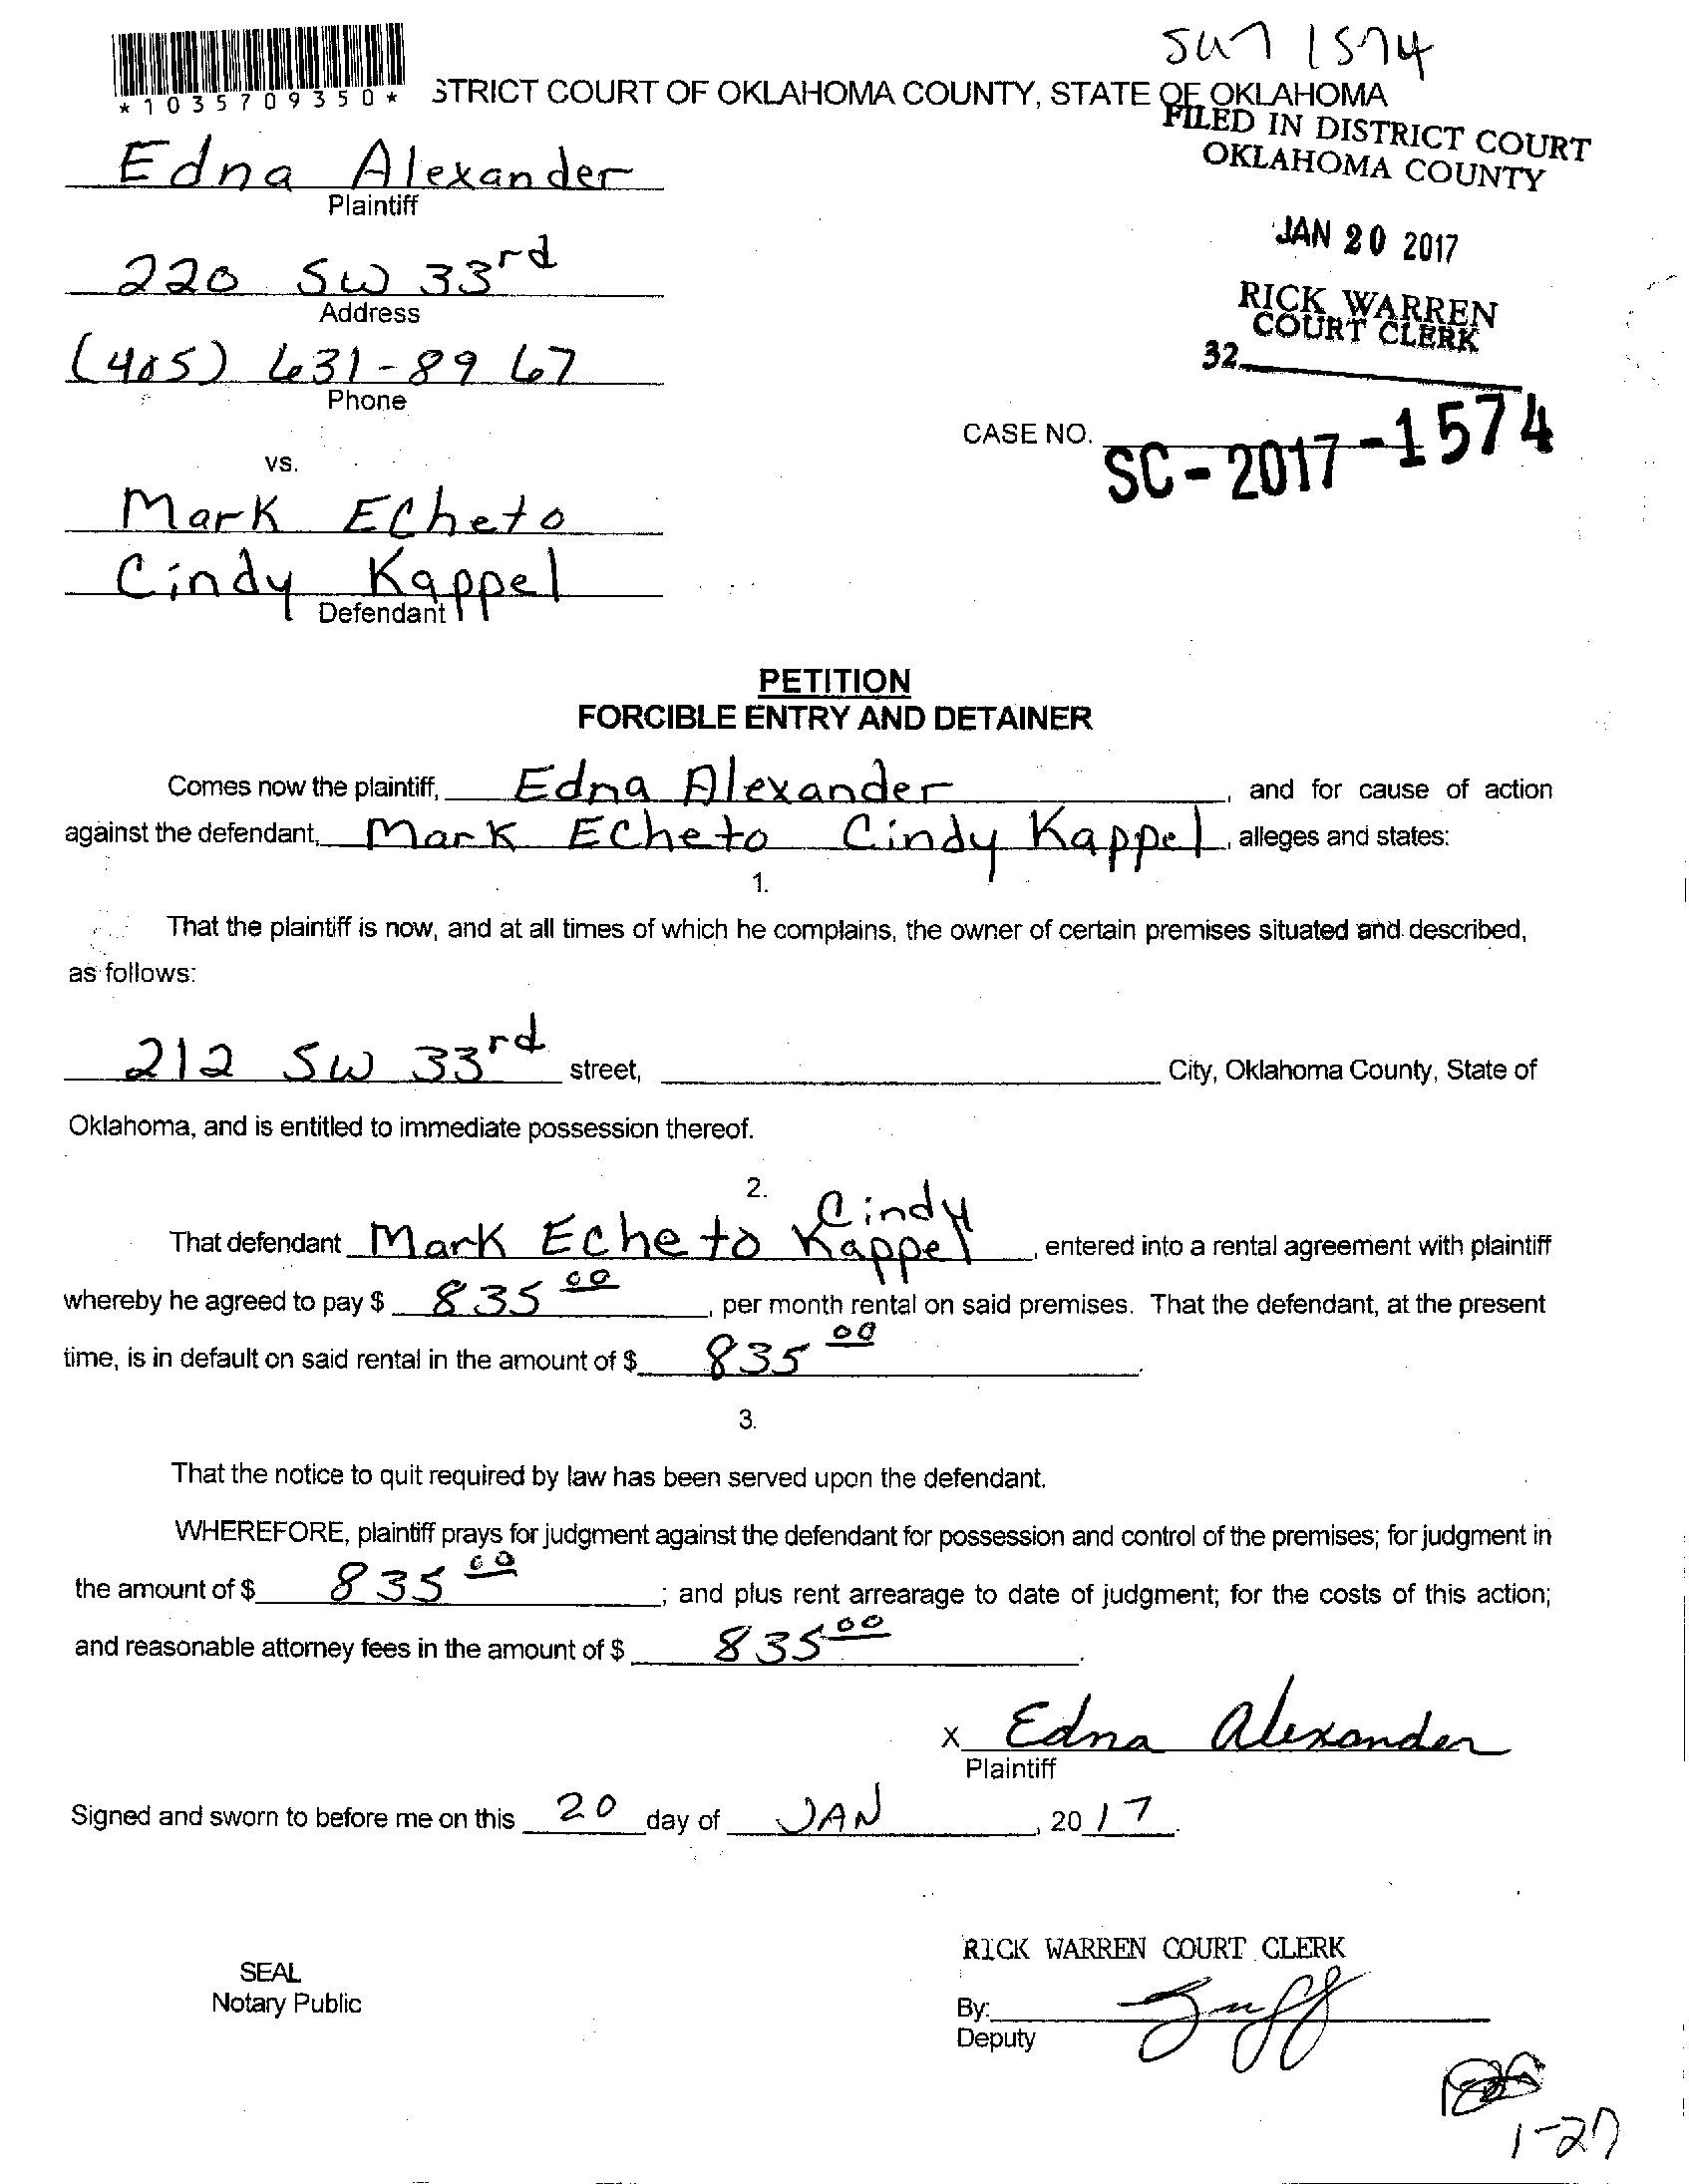 SU7 1574
*1035709350*
STRICT COURT OF OKLAHOMA COUNTY, STATE OF OKLAHOMA
FILED IN DISTRICT COURT
OKLAHOMA COUNTY
Edna Alexander
Plaintiff
JAN 20 2017
220 SW 33rd
Address
RICK WARREN
COURT CLERK
32
(405) 631-8967
Phone
CASE NO. SC-2017-1574
vs.
Mark ECheto
Cindy Kappel
Defendant
PETITION
FORCIBLE ENTRY AND DETAINER
Comes now the plaintiff, Edna Alexander, and for cause of action
against the defendant, Mark ECheto Cindy Kappel, alleges and states:
1.
That the plaintiff is now, and at all times of which he complains, the owner of certain premises situated and described,
as follows:
212 SW 33rd street, City, Oklahoma County, State of
Oklahoma, and is entitled to immediate possession thereof.
2.
That defendant Mark ECheto Cindy Kappel, entered into a rental agreement with plaintiff
whereby he agreed to pay $ 835 00, per month rental on said premises. That the defendant, at the present
time, is in default on said rental in the amount of $ 835 00.
3.
That the notice to quit required by law has been served upon the defendant.
WHEREFORE, plaintiff prays for judgment against the defendant for possession and control of the premises; for judgment in
the amount of $ 835 00; and plus rent arrearage to date of judgment; for the costs of this action;
and reasonable attorney fees in the amount of $ 835 00.
X Edna Alexander
Plaintiff
Signed and sworn to before me on this 20 day of JAN, 2017.
RICK WARREN COURT CLERK
SEAL
Notary Public
By:
Deputy
1-27